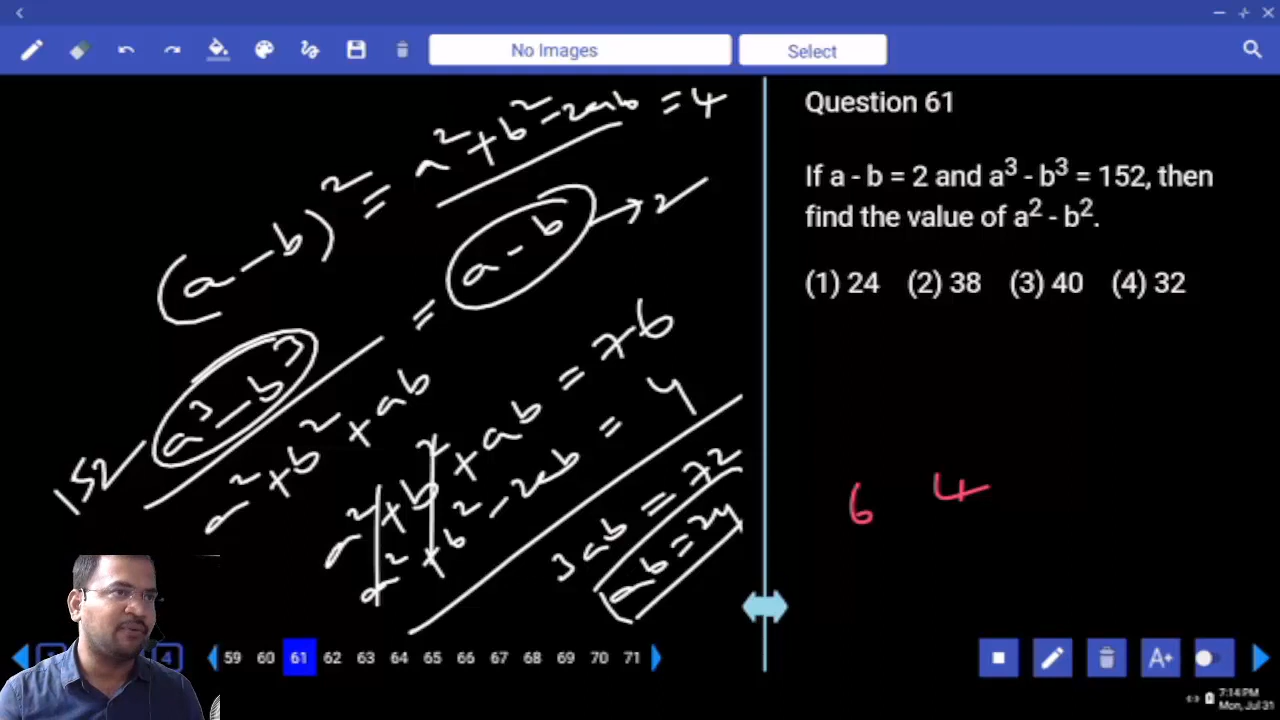 No Images
Select
(a-b)² = a²+b²-2ab = 4
a³-b³ = a-b → 2
152
a²+b²+ab
a²+b²+ab = 76
a²+b²-2ab = 4
3ab = 72
ab = 24
Question 61
If a - b = 2 and a³ - b³ = 152, then
find the value of a² - b².
(1) 24 (2) 38 (3) 40 (4) 32
6 4
4
59 60 61 62 63 64 65 66 67 68 69 70 71
A+
7:14 PM
Mon, Jul 31